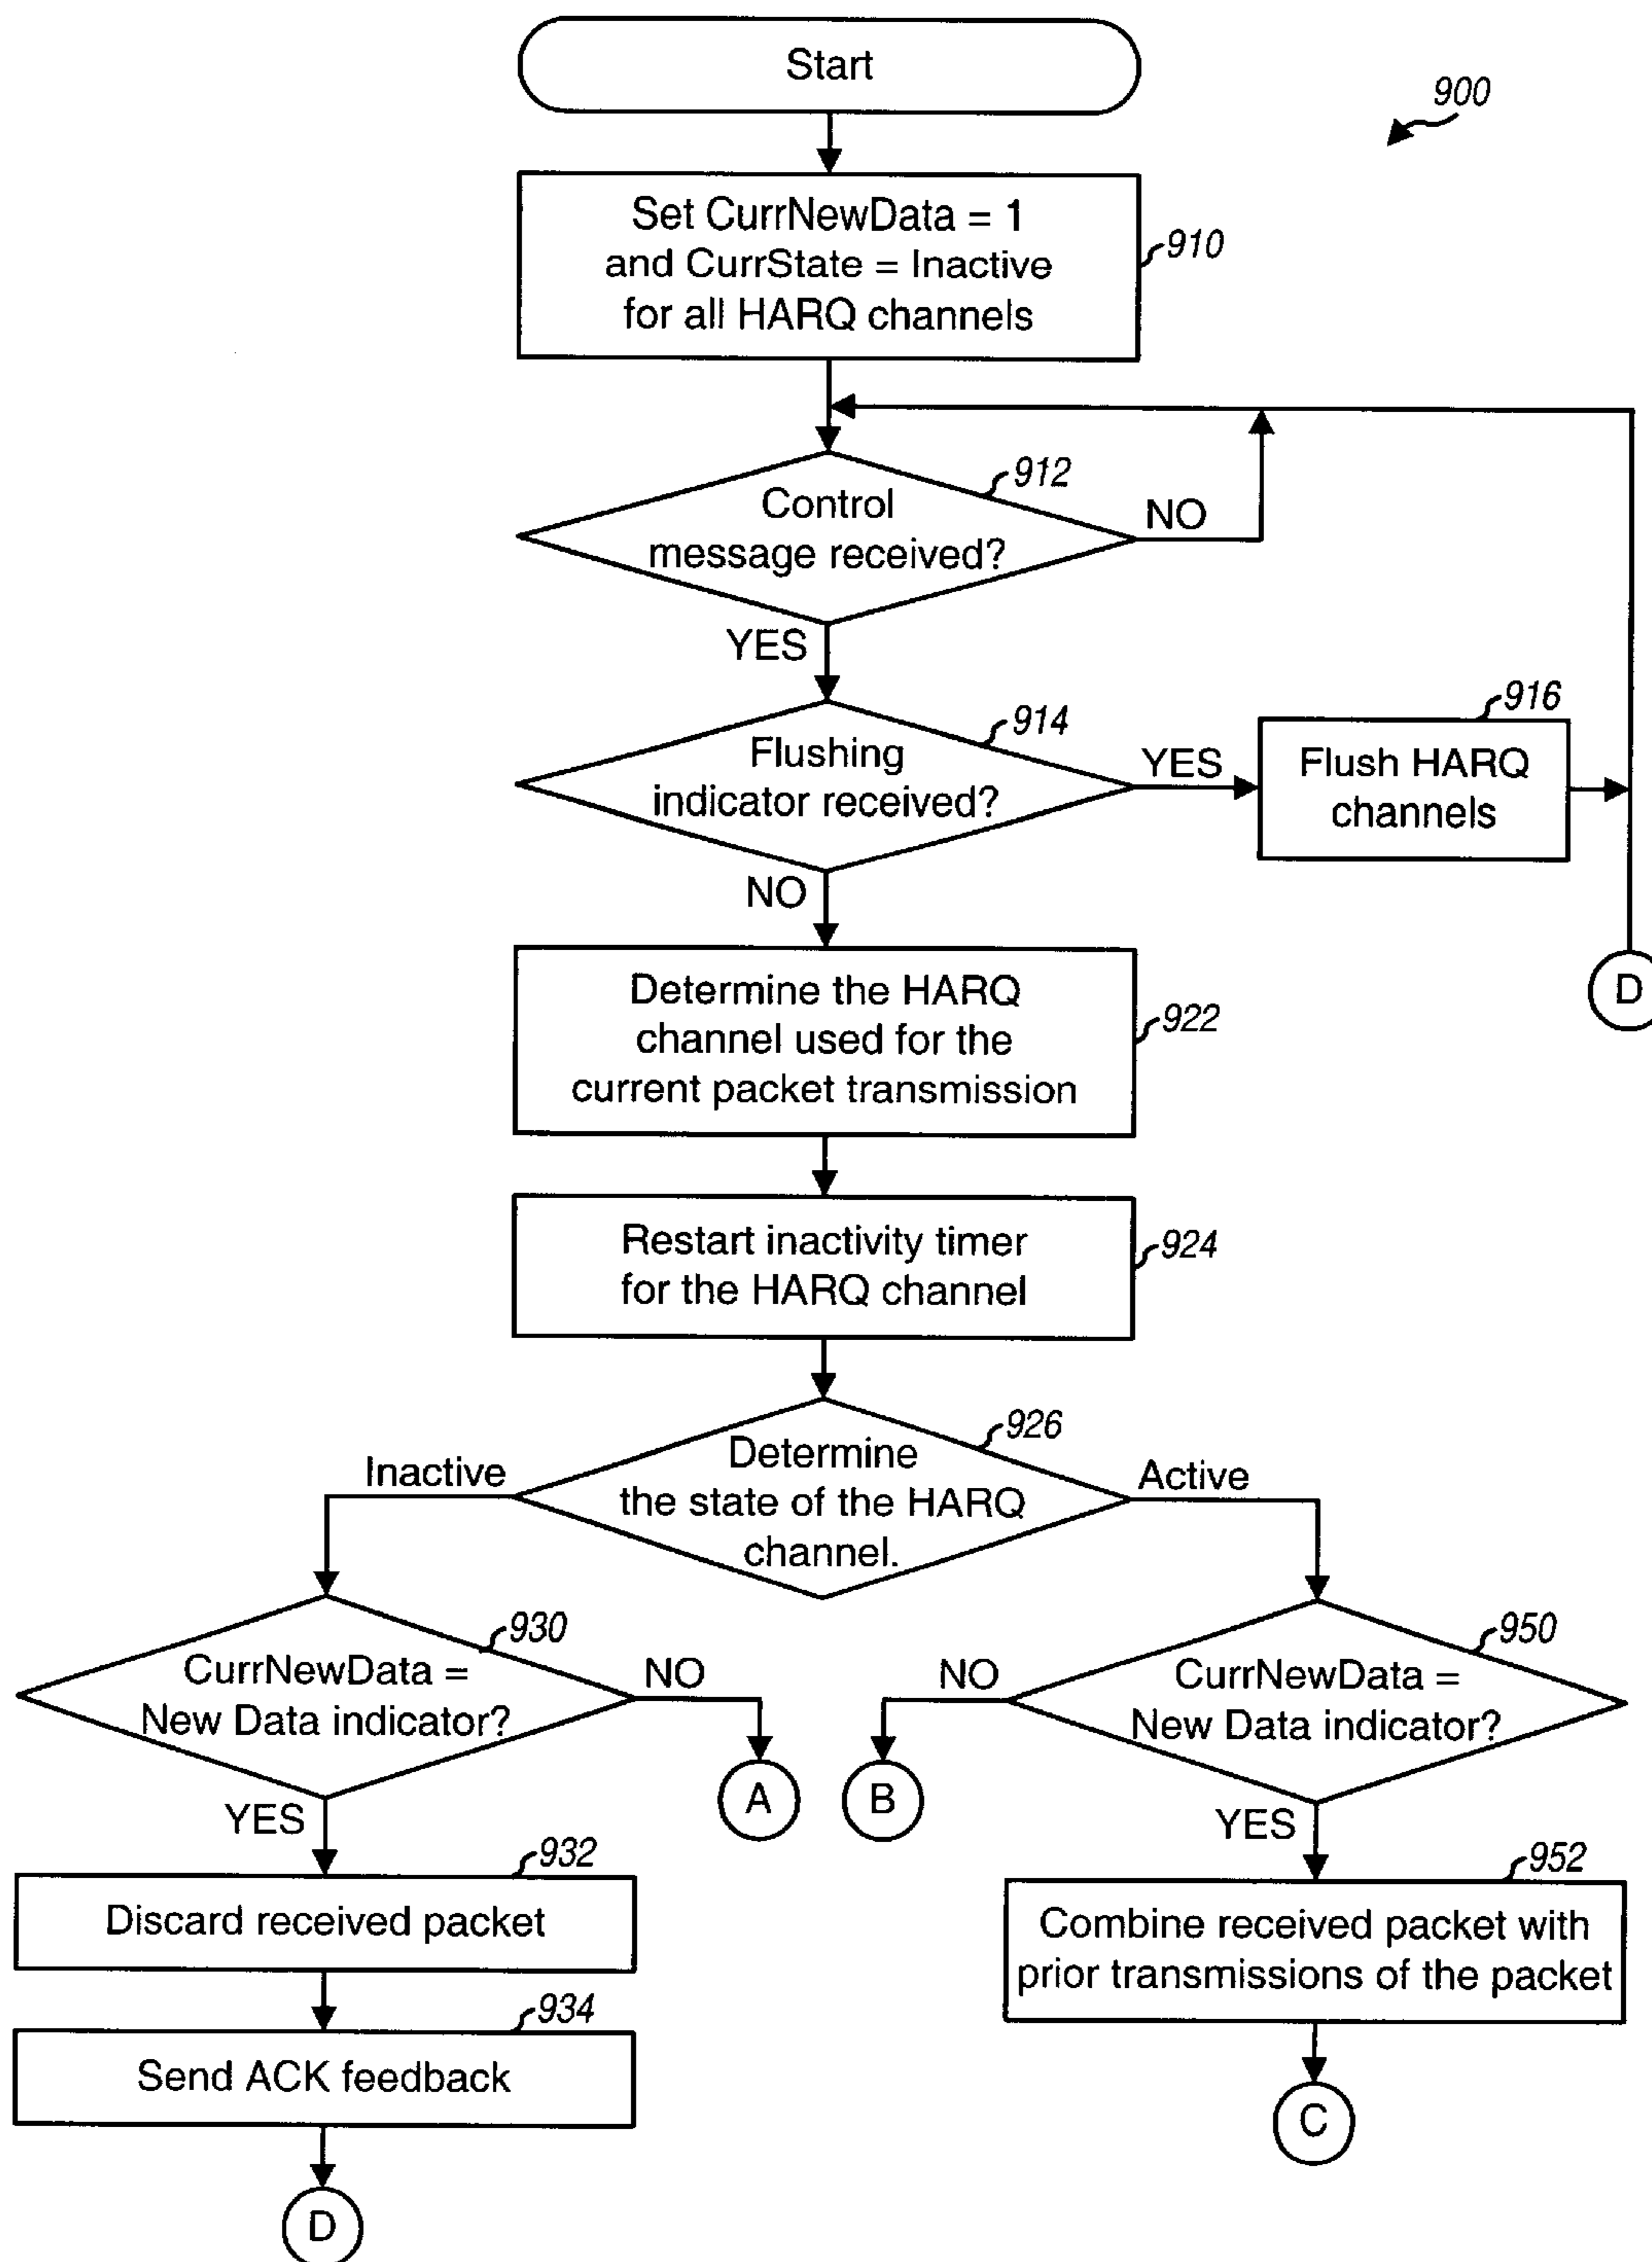 Start
900
Set CurrNewData = 1
and CurrState = Inactive
for all HARQ channels
910
912
Control
message received?
NO
YES
914
Flushing
indicator received?
YES
916
Flush HARQ
channels
NO
D
Determine the HARQ
channel used for the
current packet transmission
922
Restart inactivity timer
for the HARQ channel
924
926
Determine
the state of the HARQ
channel.
Inactive
Active
930
CurrNewData =
New Data indicator?
NO
A
YES
950
CurrNewData =
New Data indicator?
NO
B
YES
932
Discard received packet
934
Send ACK feedback
D
952
Combine received packet with
prior transmissions of the packet
C